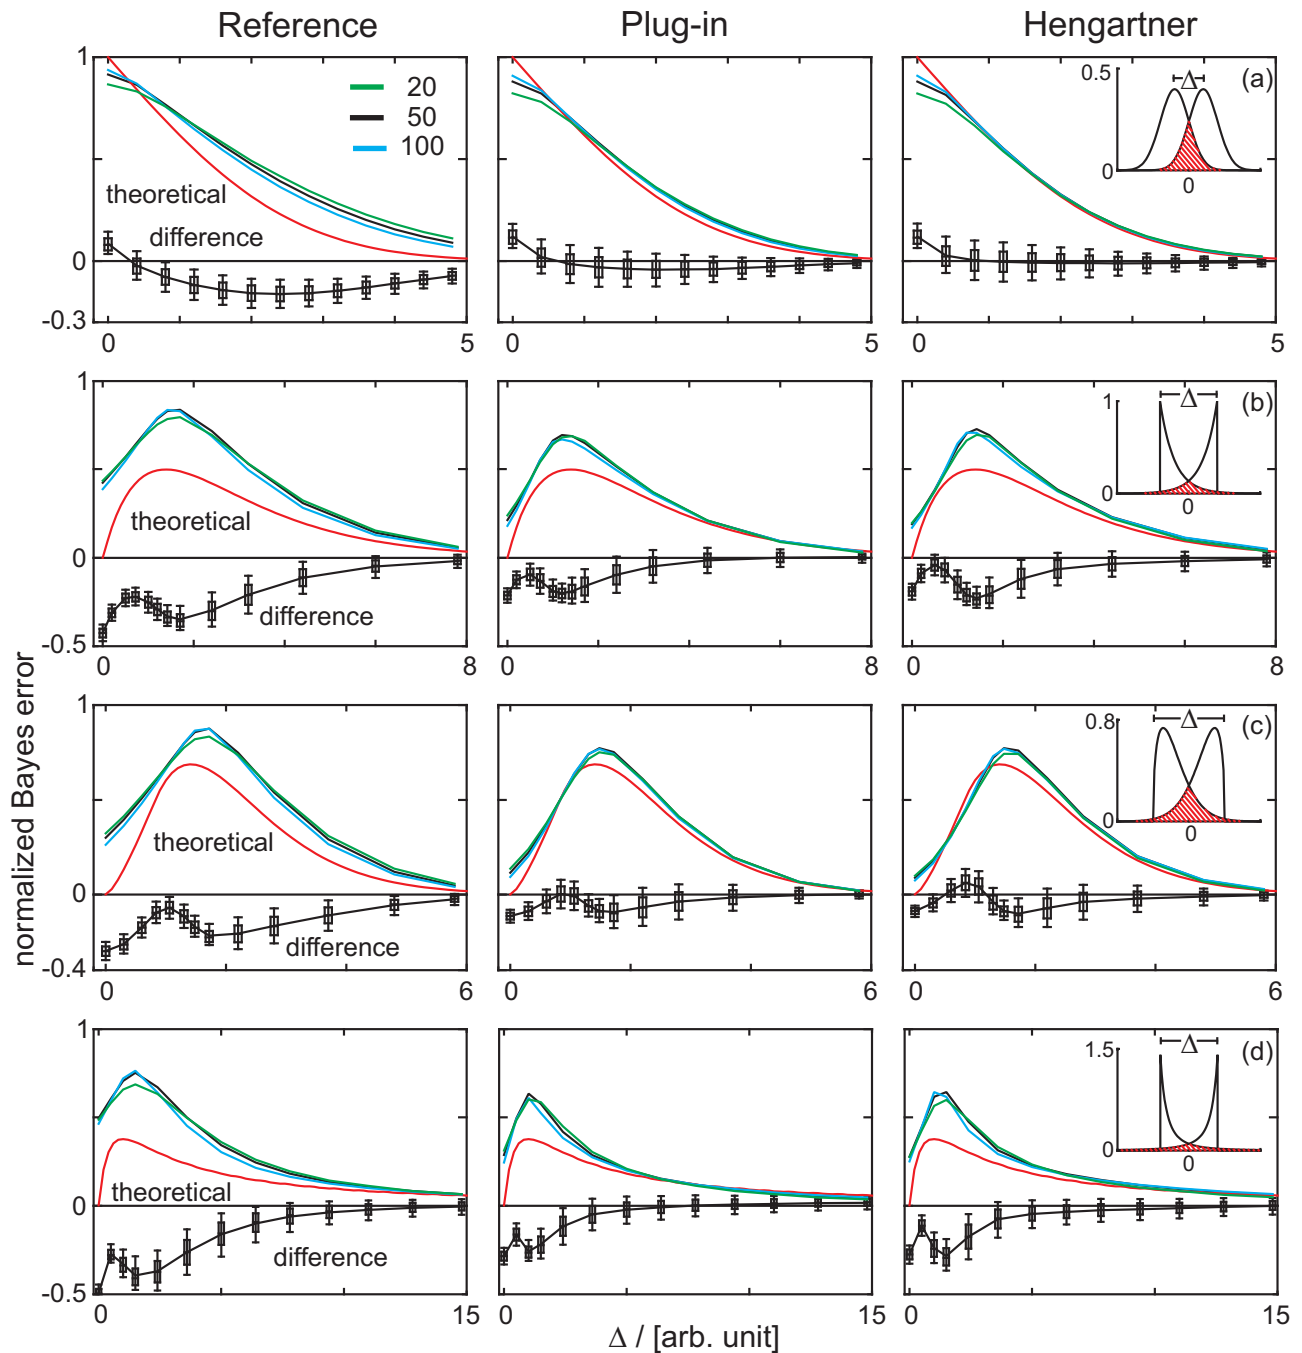 Reference Plug-in Hengartner
1 0.5 Δ (a)
20
50
100
0 0
theoretical
difference
0
-0.3
0 5 0 5 0 5
1 1 Δ (b)
0 0
theoretical
0
difference
-0.5
0 8 0 8 0 8
normalized Bayes error
1 0.8 Δ (c)
theoretical 0 0
0
difference
-0.4
0 6 0 6 0 6
1 1.5 Δ (d)
0 0
theoretical
0
difference
-0.5
0 15 0 15 0 15
Δ / [arb. unit]